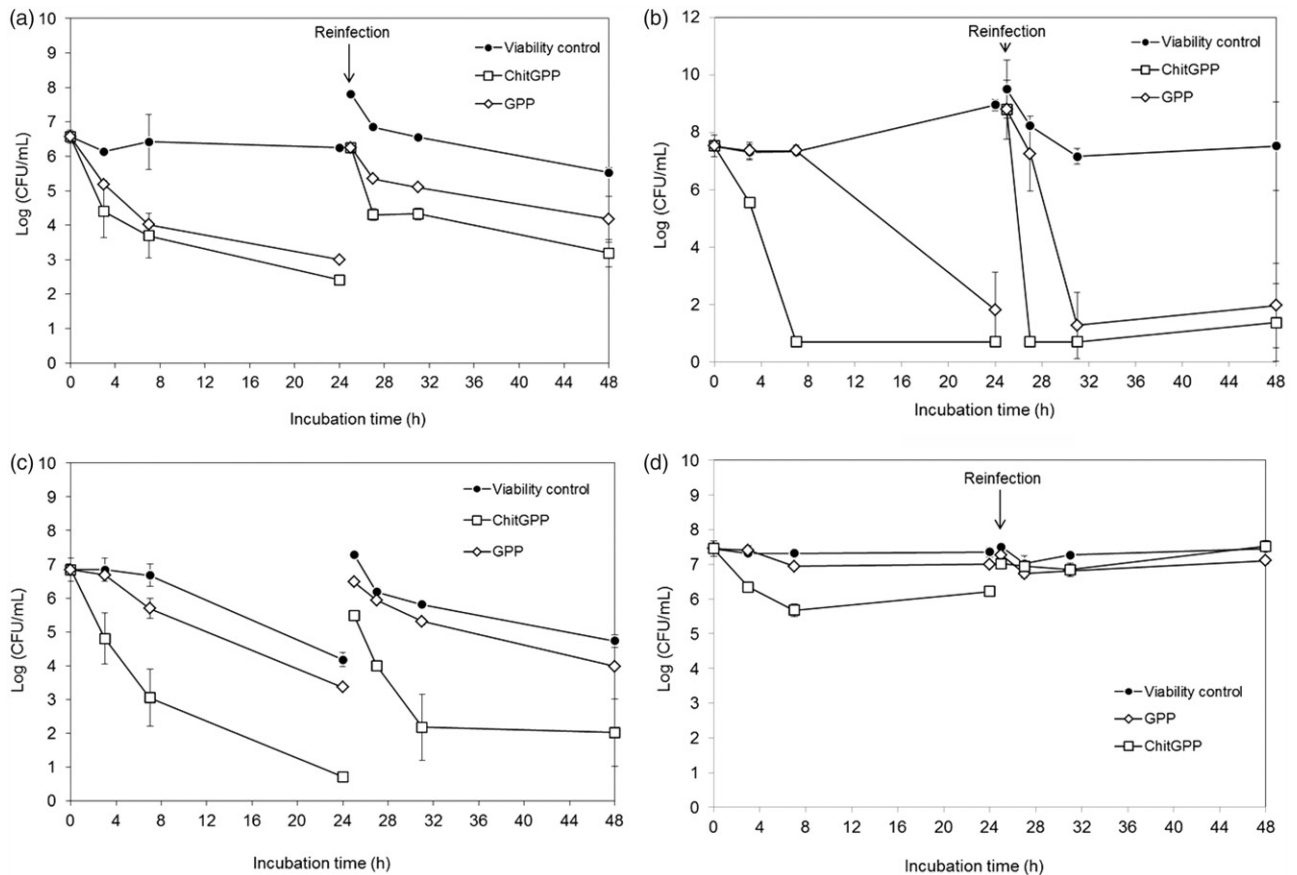 (a)
10
9
8
7
6
5
4
3
2
1
0
Log (CFU/mL)
Reinfection
Viability control
ChitGPP
GPP
0 4 8 12 16 20 24 28 32 36 40 44 48
Incubation time (h)
(b)
14
12
10
8
6
4
2
0
Log (CFU/mL)
Reinfection
Viability control
ChitGPP
GPP
0 4 8 12 16 20 24 28 32 36 40 44 48
Incubation time (h)
(c)
10
9
8
7
6
5
4
3
2
1
0
Log (CFU/mL)
Viability control
ChitGPP
GPP
0 4 8 12 16 20 24 28 32 36 40 44 48
Incubation time (h)
(d)
10
9
8
7
6
5
4
3
2
1
0
Log (CFU/mL)
Reinfection
Viability control
GPP
ChitGPP
0 4 8 12 16 20 24 28 32 36 40 44 48
Incubation time (h)